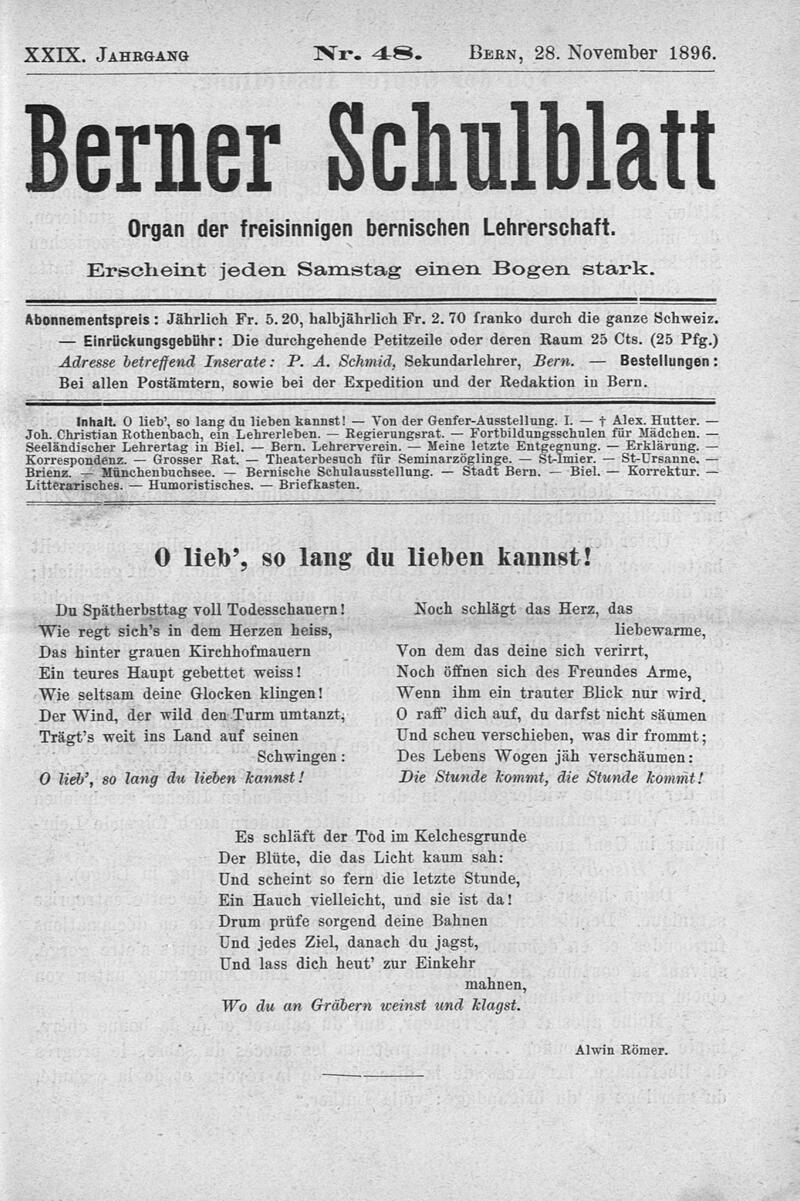 XXIX. JAHRGANG Nr. 48. BERN, 28. November 1896.
Berner Schulblatt
Organ der freisinnigen bernischen Lehrerschaft.
Erscheint jeden Samstag einen Bogen stark.
Abonnementspreis: Jährlich Fr. 5.20, halbjährlich Fr. 2.70 franko durch die ganze Schweiz.
— Einrückungsgebühr: Die durchgehende Petitzeile oder deren Raum 25 Cts. (25 Pfg.)
Adresse betreffend Inserate: P. A. Schmid, Sekundarlehrer, Bern. — Bestellungen:
Bei allen Postämtern, sowie bei der Expedition und der Redaktion in Bern.
Inhalt. O lieb’, so lang du lieben kannst! — Von der Genfer-Ausstellung. I. — † Alex. Hutter. —
Joh. Christian Rothenbach, ein Lehrerleben. — Regierungsrat. — Fortbildungsschulen für Mädchen. —
Seeländischer Lehrertag in Biel. — Bern. Lehrerverein. — Meine letzte Entgegnung. — Erklärung. —
Korrespondenz. — Grosser Rat. — Theaterbesuch für Seminarzöglinge. — St-Imier. — St-Ursanne. —
Brienz. — Münchenbuchsee. — Bernische Schulausstellung. — Stadt Bern. — Biel. — Korrektur. —
Litterarisches. — Humoristisches. — Briefkasten.
O lieb’, so lang du lieben kannst!
Du Spätherbsttag voll Todesschauern!
Wie regt sich’s in dem Herzen heiss,
Das hinter grauen Kirchhofmauern
Ein teures Haupt gebettet weiss!
Wie seltsam deine Glocken klingen!
Der Wind, der wild den Turm umtanzt,
Trägt’s weit ins Land auf seinen
Schwingen:
O lieb’, so lang du lieben kannst!
Noch schlägt das Herz, das
liebewarme,
Von dem das deine sich verirrt,
Noch öffnen sich des Freundes Arme,
Wenn ihm ein trauter Blick nur wird.
O raff’ dich auf, du darfst nicht säumen
Und scheu verschieben, was dir frommt;
Des Lebens Wogen jäh verschäumen:
Die Stunde kommt, die Stunde kommt!
Es schläft der Tod im Kelchesgrunde
Der Blüte, die das Licht kaum sah:
Und scheint so fern die letzte Stunde,
Ein Hauch vielleicht, und sie ist da!
Drum prüfe sorgend deine Bahnen
Und jedes Ziel, danach du jagst,
Und lass dich heut’ zur Einkehr
mahnen,
Wo du an Gräbern weinst und klagst.
Alwin Römer.